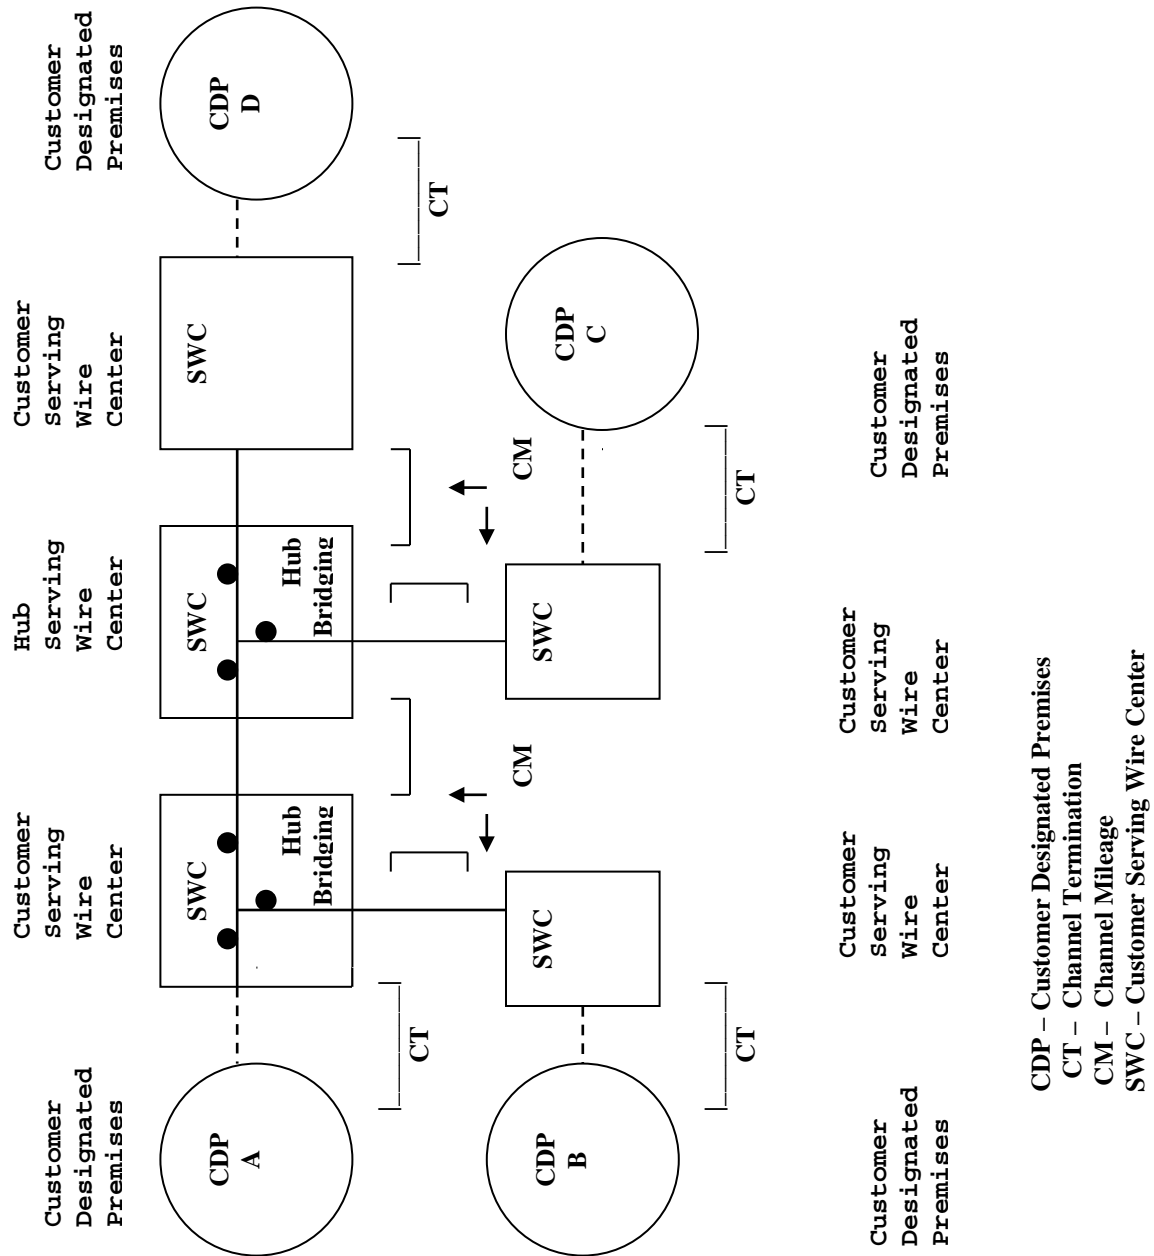 Customer
Designated
Premises
Customer
Serving
Wire
Center
Hub
Serving
Wire
Center
Customer
Serving
Wire
Center
Customer
Designated
Premises
CDP
A
SWC
Hub
Bridging
SWC
Hub
Bridging
SWC
CDP
D
CT
CM
CM
CT
CDP
B
SWC
SWC
CDP
C
CT
CT
Customer
Designated
Premises
Customer
Serving
Wire
Center
Customer
Serving
Wire
Center
Customer
Designated
Premises
CDP – Customer Designated Premises
CT – Channel Termination
CM – Channel Mileage
SWC – Customer Serving Wire Center